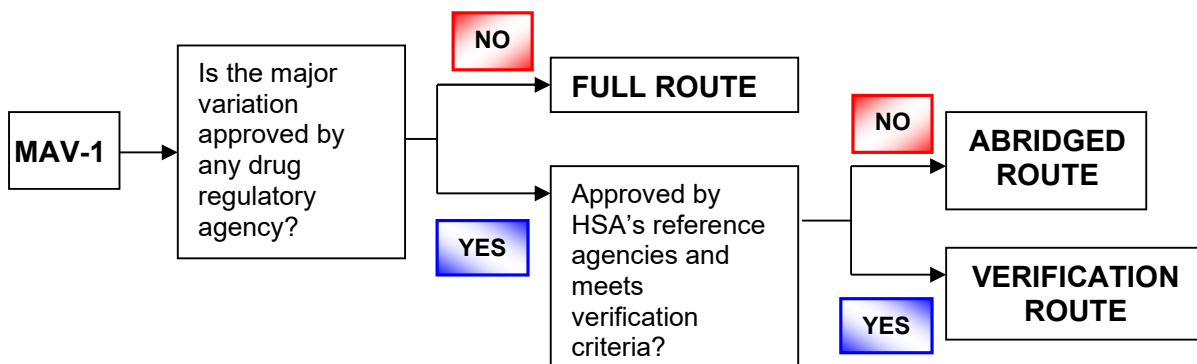 MAV-1
Is the major
variation
approved by
any drug
regulatory
agency?
NO
FULL ROUTE
YES
Approved by
HSA’s reference
agencies and
meets
verification
criteria?
NO
ABRIDGED
ROUTE
YES
VERIFICATION
ROUTE